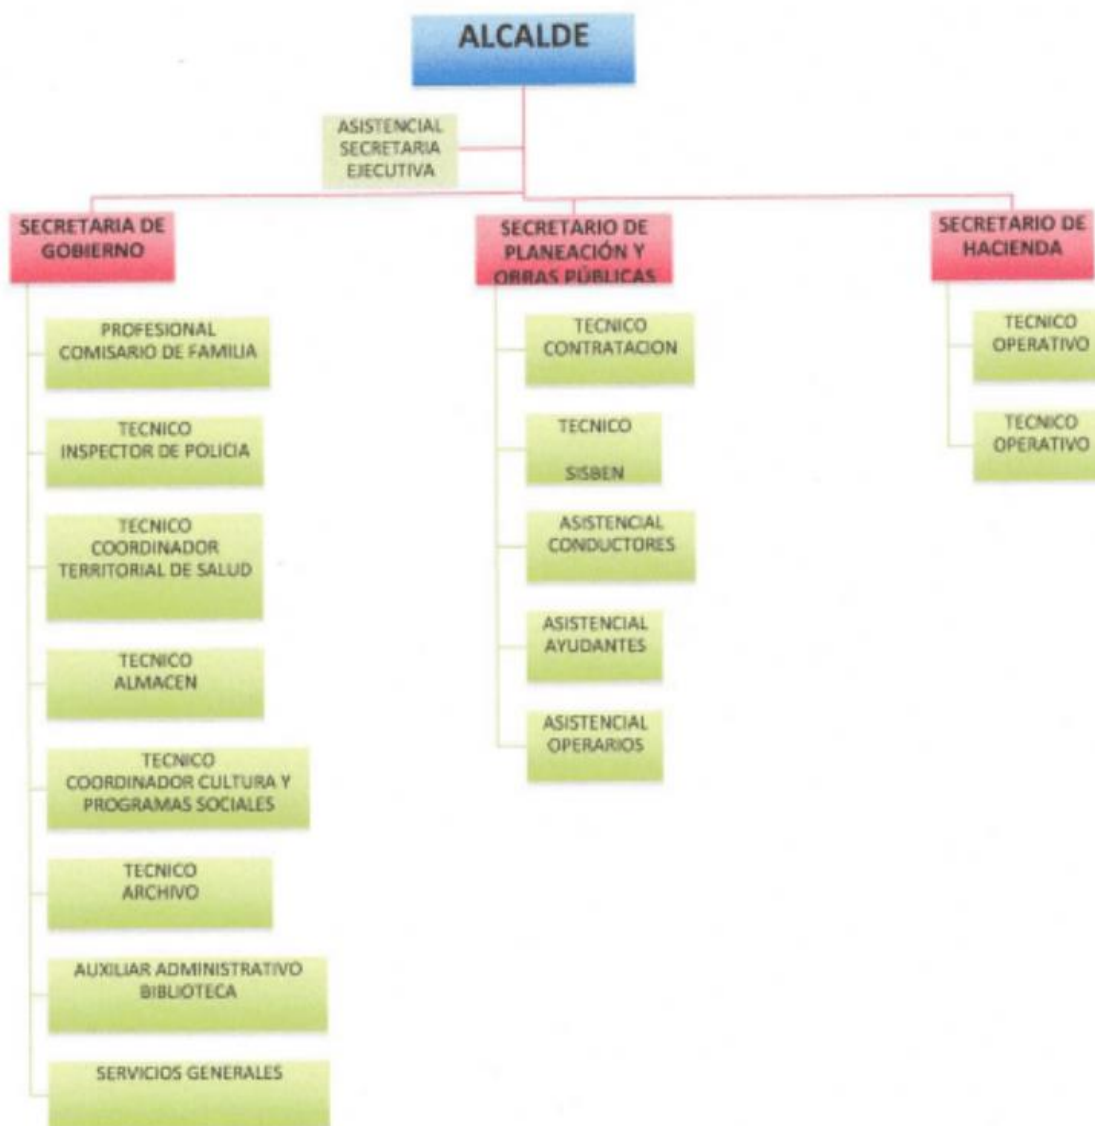 ALCALDE
ASISTENCIAL
SECRETARIA
EJECUTIVA
SECRETARIA DE
GOBIERNO
PROFESIONAL
COMISARIO DE FAMILIA
TECNICO
INSPECTOR DE POLICIA
TECNICO
COORDINADOR
TERRITORIAL DE SALUD
TECNICO
ALMACEN
TECNICO
COORDINADOR CULTURA Y
PROGRAMAS SOCIALES
TECNICO
ARCHIVO
AUXILIAR ADMINISTRATIVO
BIBLIOTECA
SERVICIOS GENERALES
SECRETARIO DE
PLANEACIÓN Y
OBRAS PÚBLICAS
TECNICO
CONTRATACION
TECNICO
SISBEN
ASISTENCIAL
CONDUCTORES
ASISTENCIAL
AYUDANTES
ASISTENCIAL
OPERARIOS
SECRETARIO DE
HACIENDA
TECNICO
OPERATIVO
TECNICO
OPERATIVO